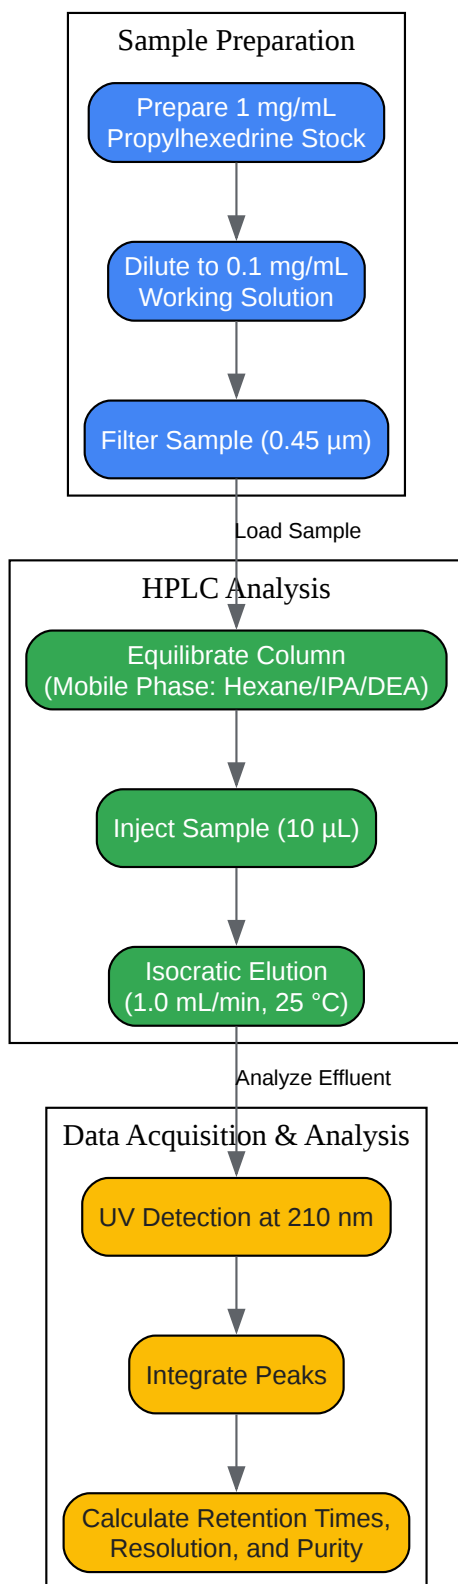 Sample Preparation
Prepare 1 mg/mL
Propylhexedrine Stock
Dilute to 0.1 mg/mL
Working Solution
Filter Sample (0.45 µm)
Load Sample
HPLC Analysis
Equilibrate Column
(Mobile Phase: Hexane/IPA/DEA)
Inject Sample (10 µL)
Isocratic Elution
(1.0 mL/min, 25 °C)
Analyze Effluent
Data Acquisition & Analysis
UV Detection at 210 nm
Integrate Peaks
Calculate Retention Times,
Resolution, and Purity